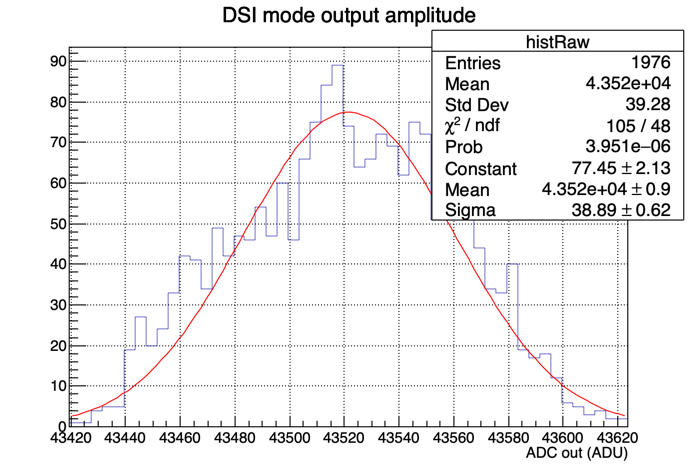 DSI mode output amplitude
histRaw
Entries 1976
Mean 4.352e+04
Std Dev 39.28
χ² / ndf 105 / 48
Prob 3.951e−06
Constant 77.45 ± 2.13
Mean 4.352e+04 ± 0.9
Sigma 38.89 ± 0.62
90
80
70
60
50
40
30
20
10
0
43420 43440 43460 43480 43500 43520 43540 43560 43580 43600 43620
ADC out (ADU)